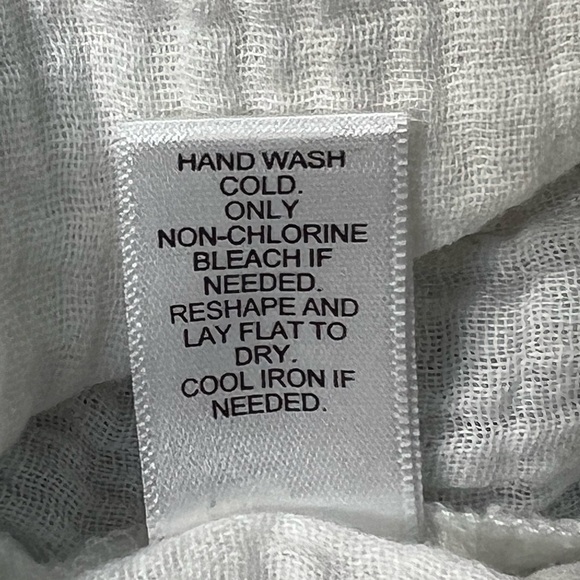 HAND WASH
COLD.
ONLY
NON-CHLORINE
BLEACH IF
NEEDED.
RESHAPE AND
LAY FLAT TO
DRY.
COOL IRON IF
NEEDED.